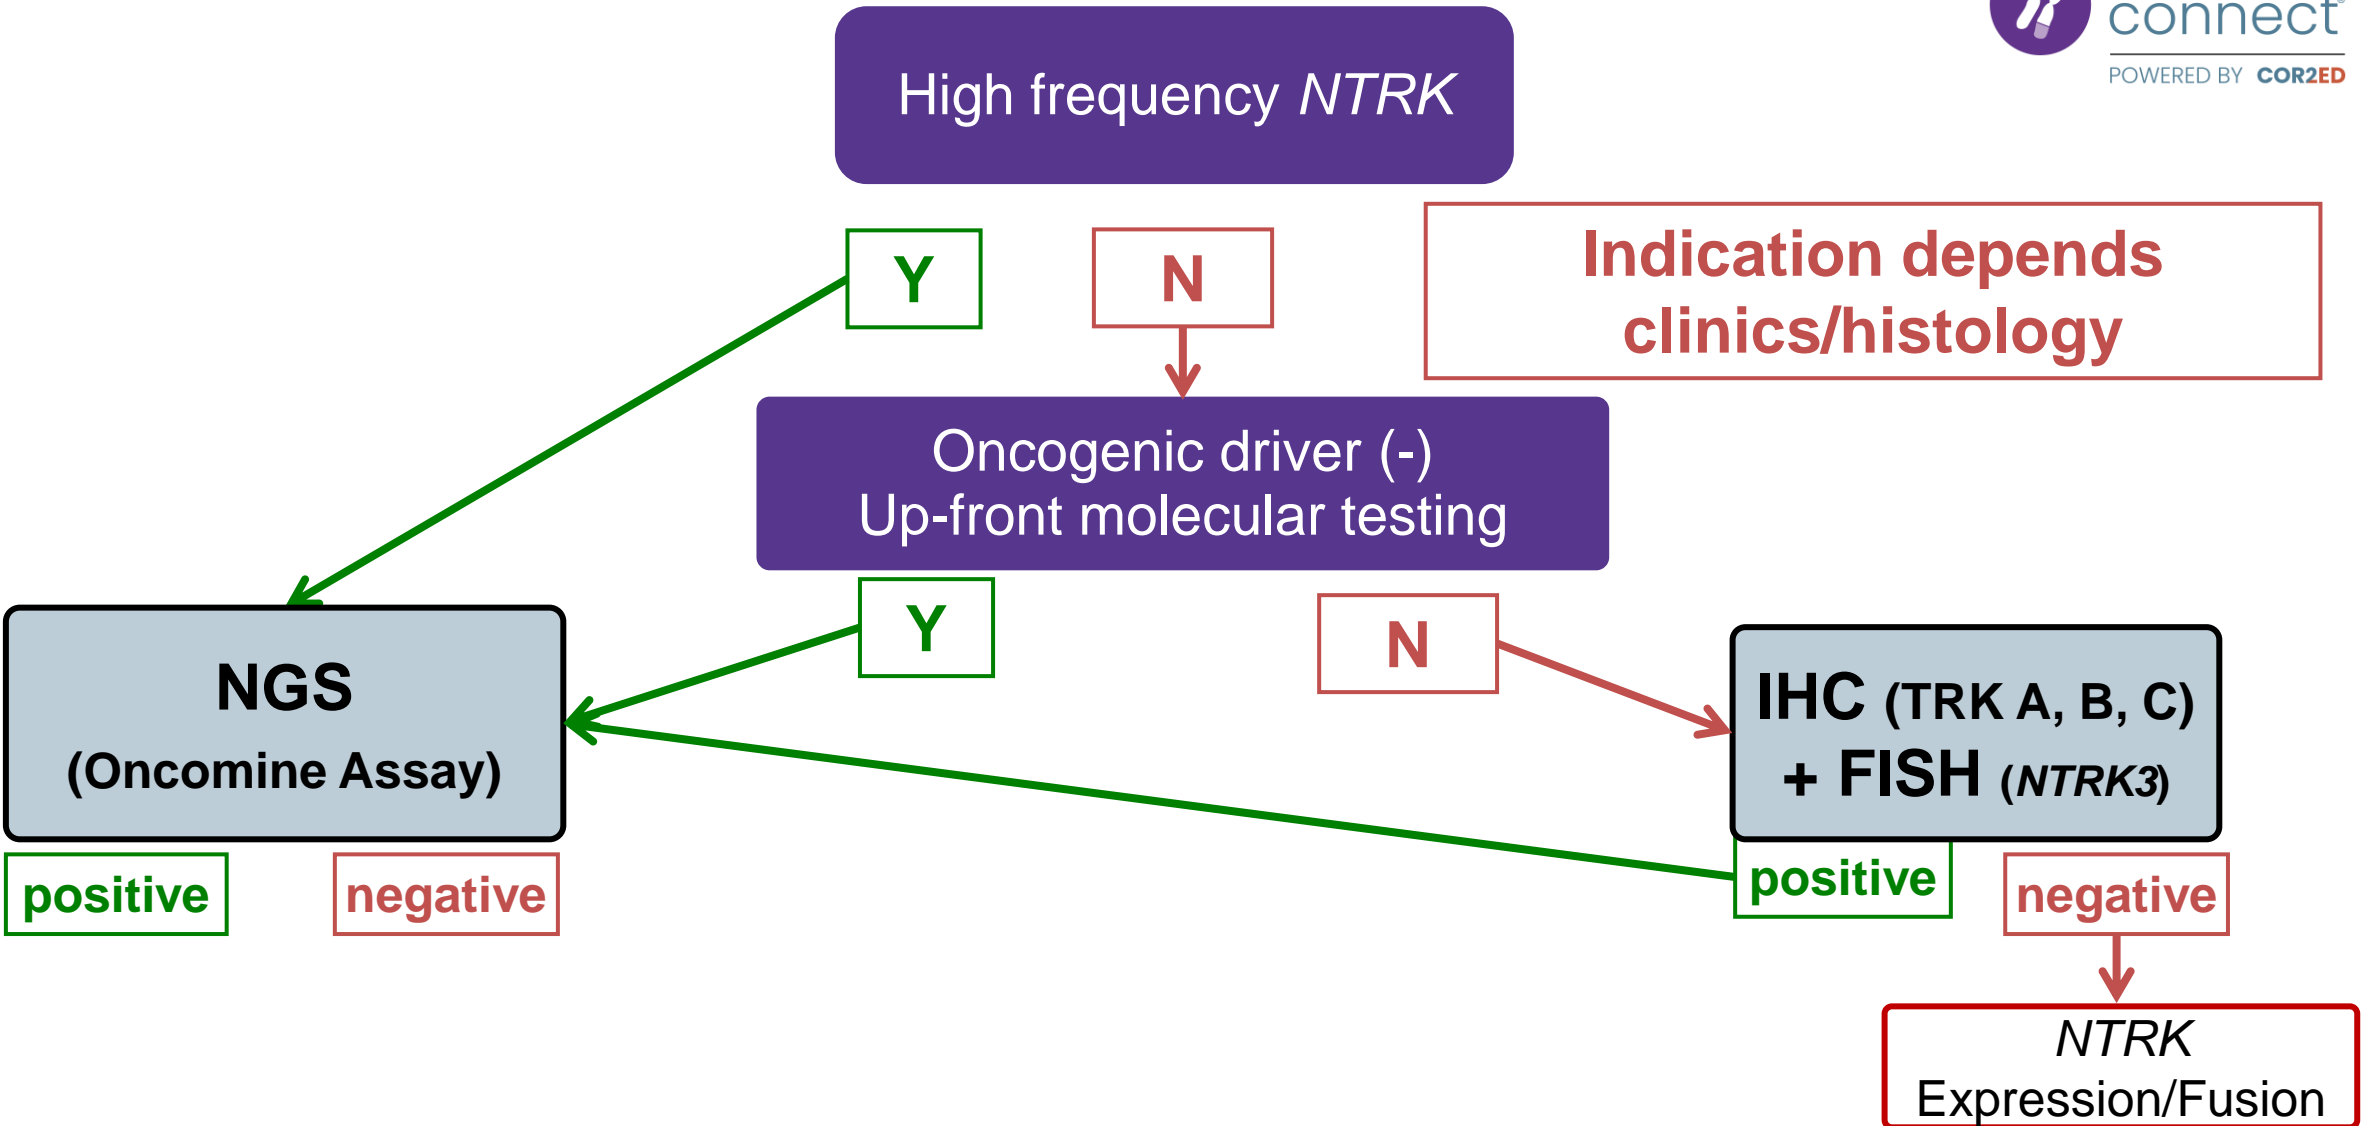 connect®
POWERED BY COR2ED
High frequency NTRK
Y
N
Indication depends
clinics/histology
Oncogenic driver (-)
Up-front molecular testing
Y
N
NGS
(Oncomine Assay)
IHC (TRK A, B, C)
+ FISH (NTRK3)
positive
negative
positive
negative
NTRK
Expression/Fusion